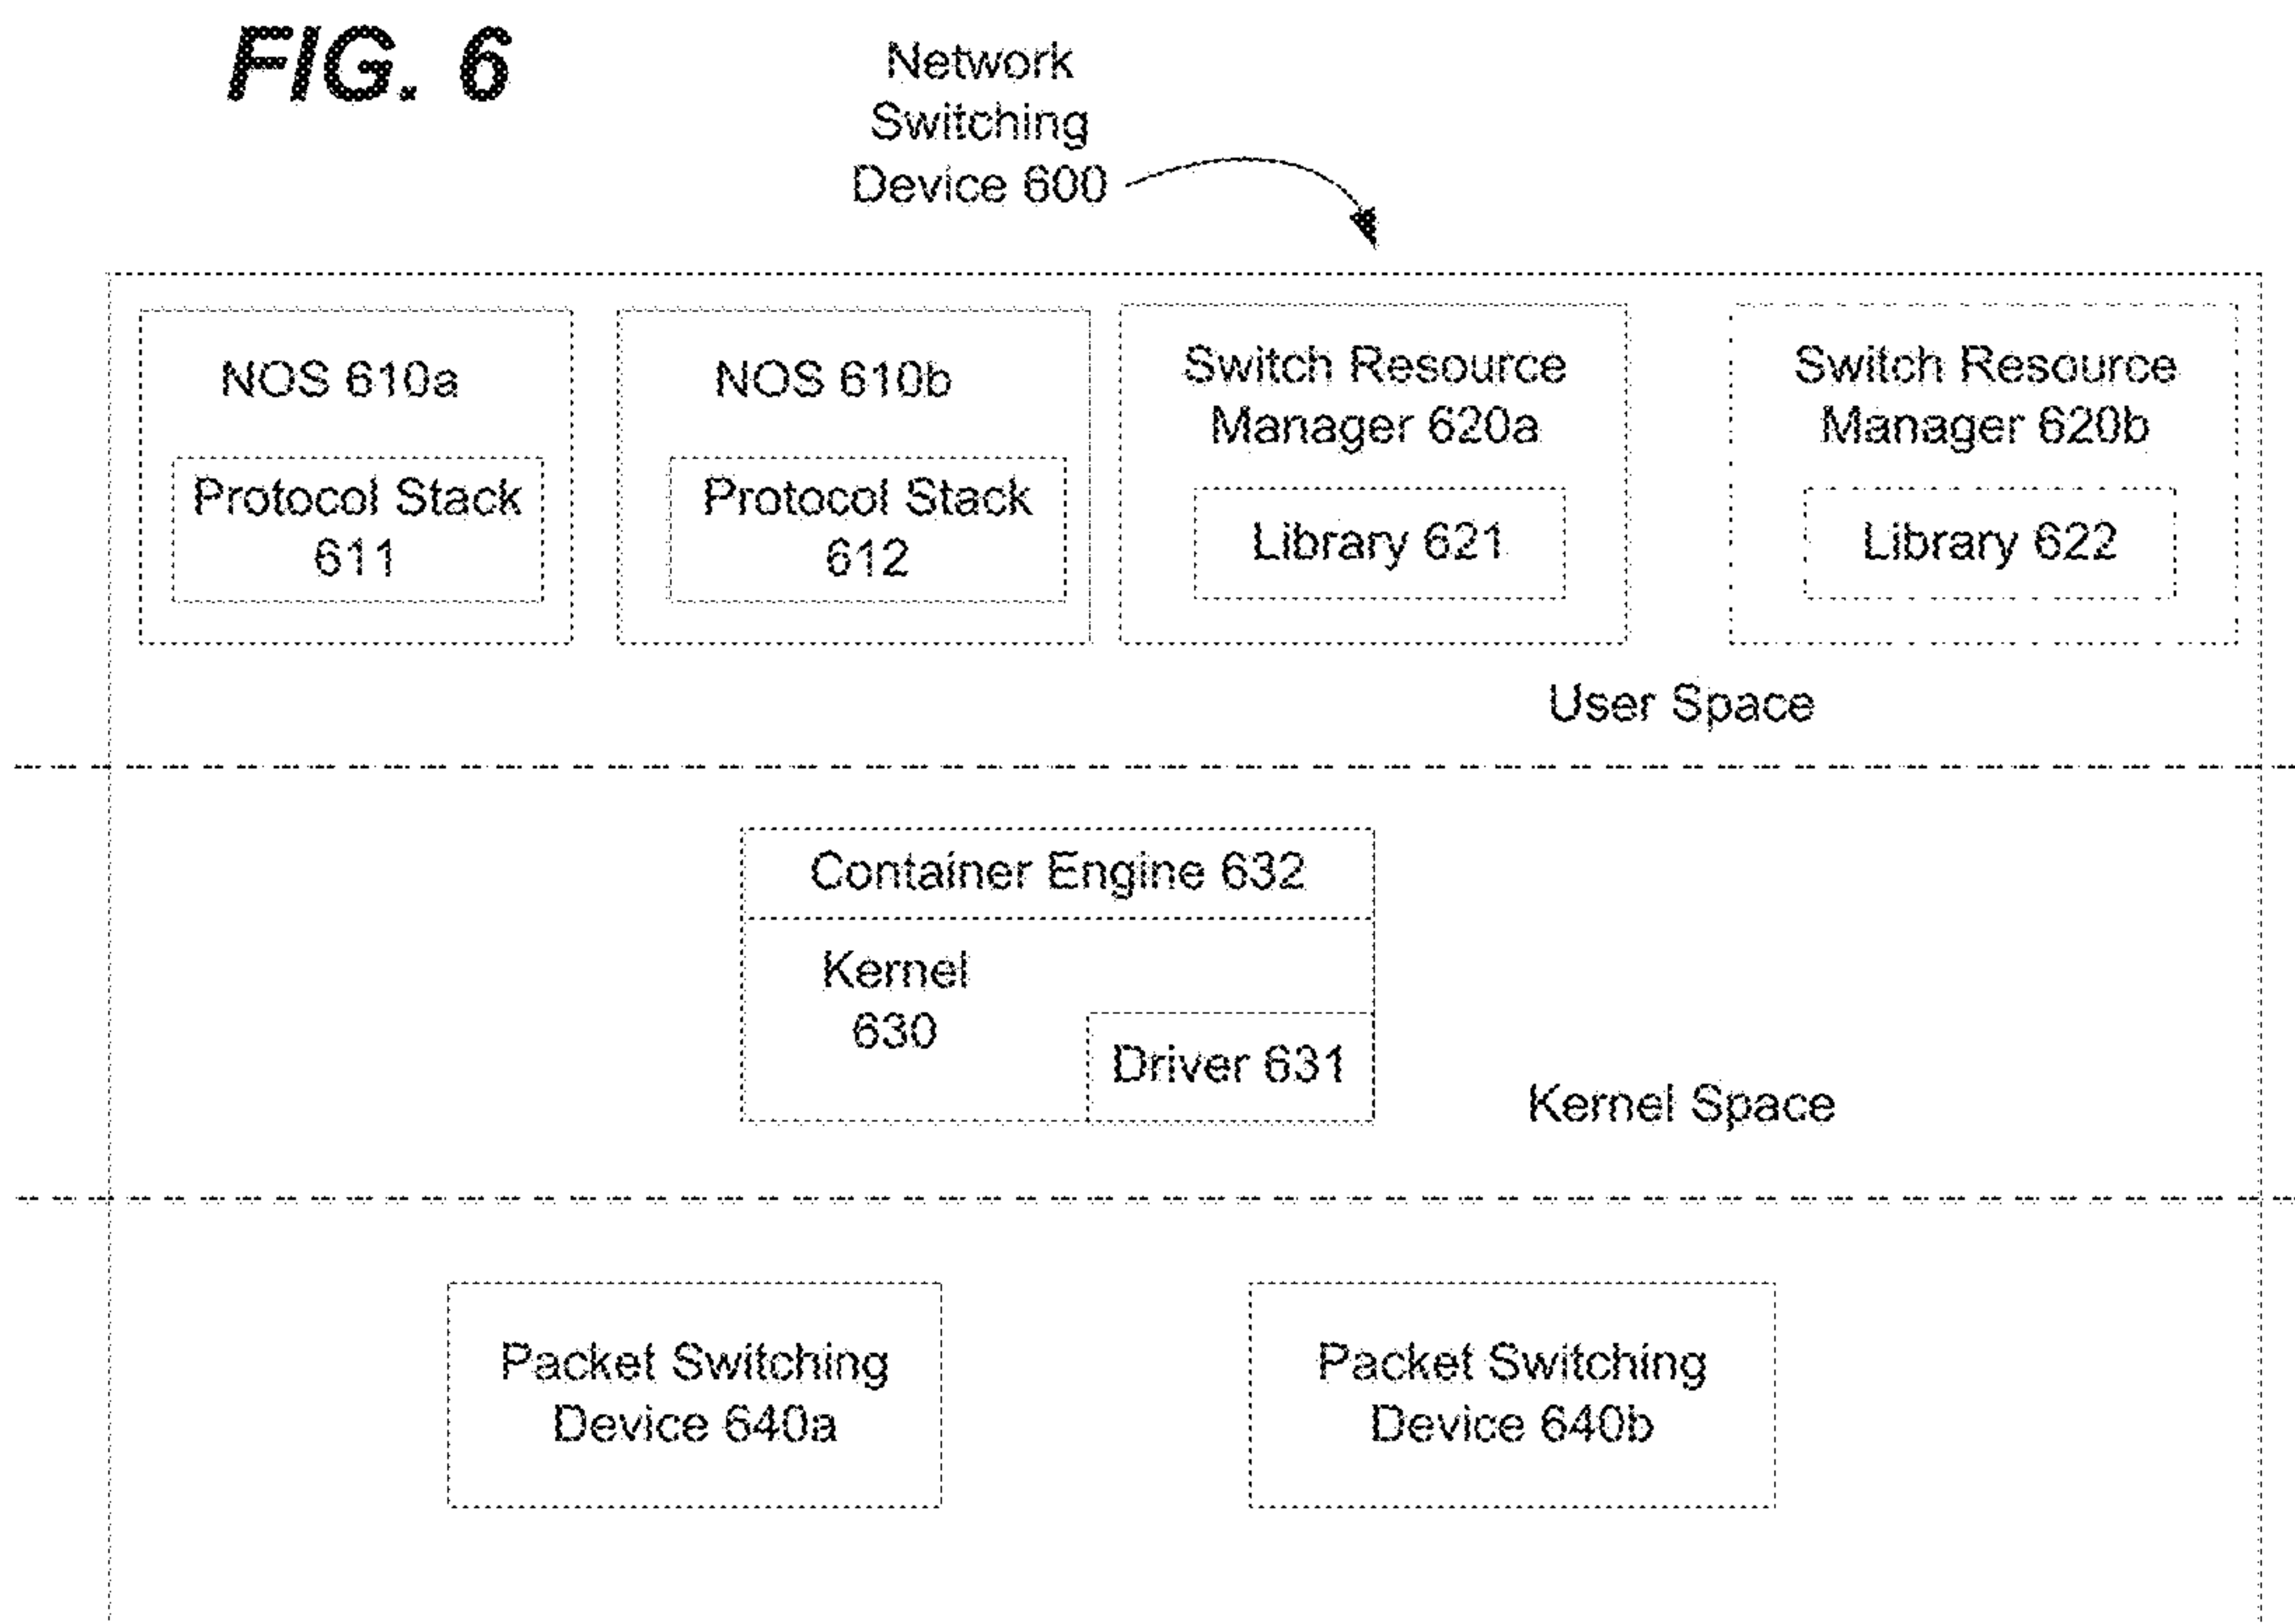 FIG. 6
Network
Switching
Device 600
NOS 610a
Protocol Stack
611
NOS 610b
Protocol Stack
612
Switch Resource
Manager 620a
Library 621
Switch Resource
Manager 620b
Library 622
User Space
Container Engine 632
Kernel
630
Driver 631
Kernel Space
Packet Switching
Device 640a
Packet Switching
Device 640b